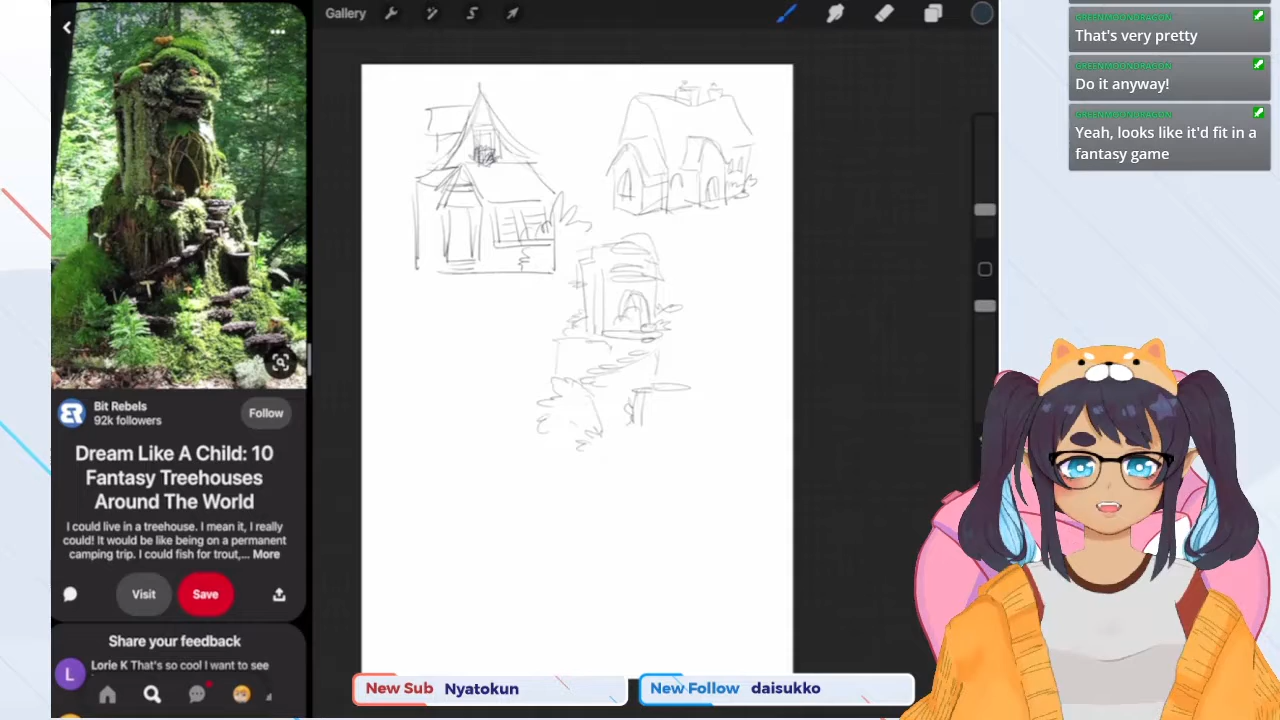 Gallery
GREENMOONDRAGON
That's very pretty
GREENMOONDRAGON
Do it anyway!
GREENMOONDRAGON
Yeah, looks like it'd fit in a
fantasy game
Bit Rebels
92k followers
Follow
Dream Like A Child: 10
Fantasy Treehouses
Around The World
I could live in a treehouse. I mean it, I really
could! It would be like being on a permanent
camping trip. I could fish for trout,... More
Visit
Save
Share your feedback
L
Lorie K That's so cool I want to see
New Sub Nyatokun
New Follow daisukko